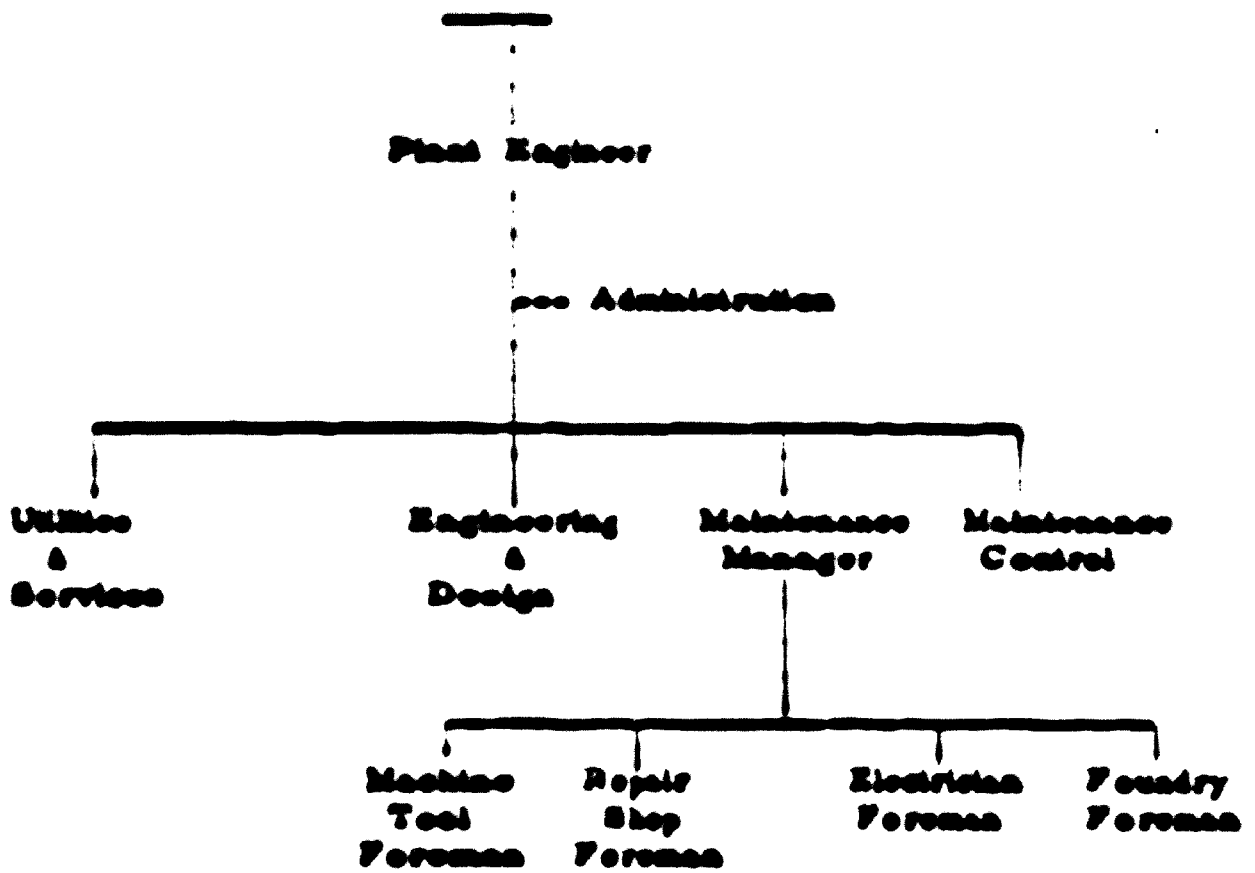 Plant Engineer
Administration
Utilities
&
Services
Engineering
&
Design
Maintenance
Manager
Maintenance
Control
Machine
Tool
Foreman
Repair
Shop
Foreman
Electrician
Foreman
Foundry
Foreman